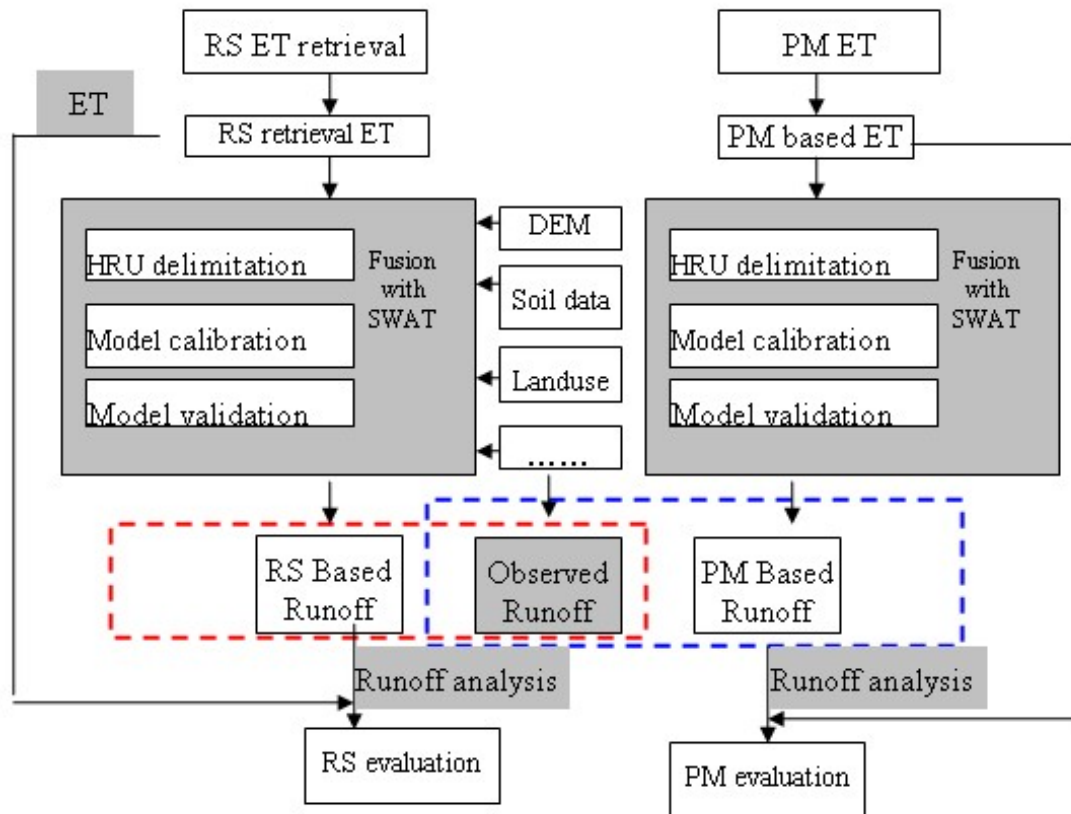 RS ET retrieval
PM ET
ET
RS retrieval ET
PM based ET
HRU delimitation
Model calibration
Model validation
Fusion
with
SWAT
DEM
Soil data
Landuse
......
HRU delimitation
Model calibration
Model validation
Fusion
with
SWAT
RS Based
Runoff
Observed
Runoff
PM Based
Runoff
Runoff analysis
Runoff analysis
RS evaluation
PM evaluation